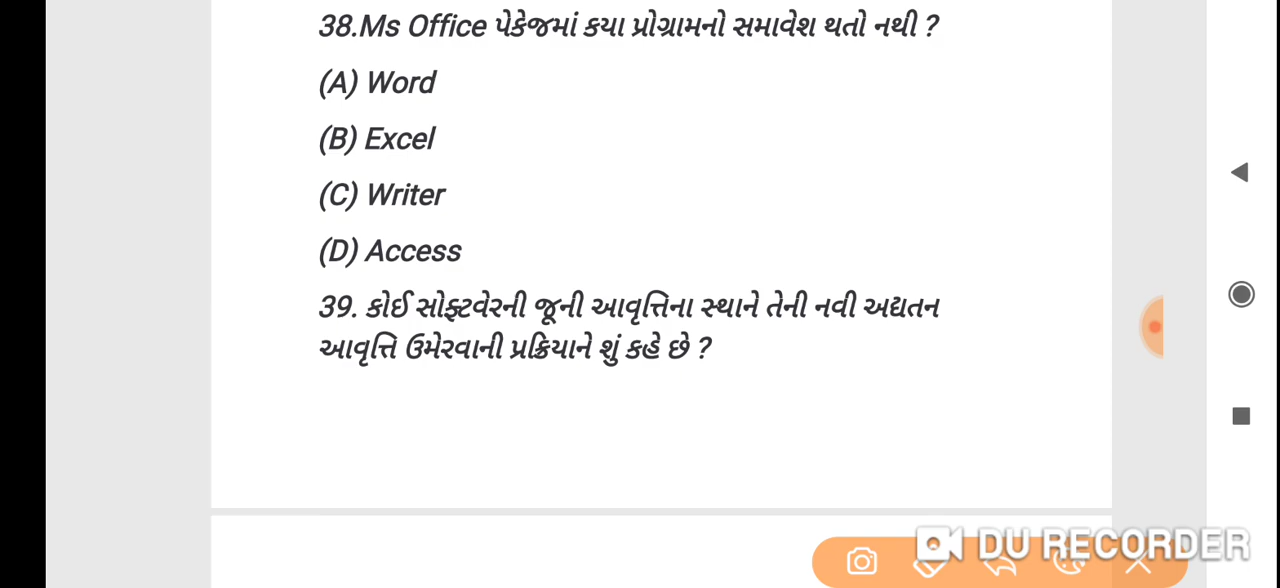 38.Ms Office પેકેજમાં કયા પ્રોગ્રામનો સમાવેશ થતો નથી ?
(A) Word
(B) Excel
(C) Writer
(D) Access
39. કોઈ સોફ્ટવેરની જૂની આવૃત્તિના સ્થાને તેની નવી અદ્યતન
આવૃત્તિ ઉમેરવાની પ્રક્રિયાને શું કહે છે ?
DU RECORDER